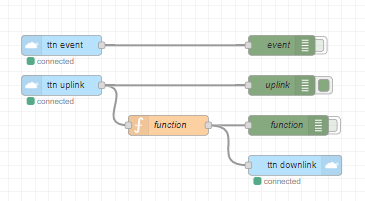 ttn event
event
connected
ttn uplink
uplink
connected
function
function
ttn downlink
connected